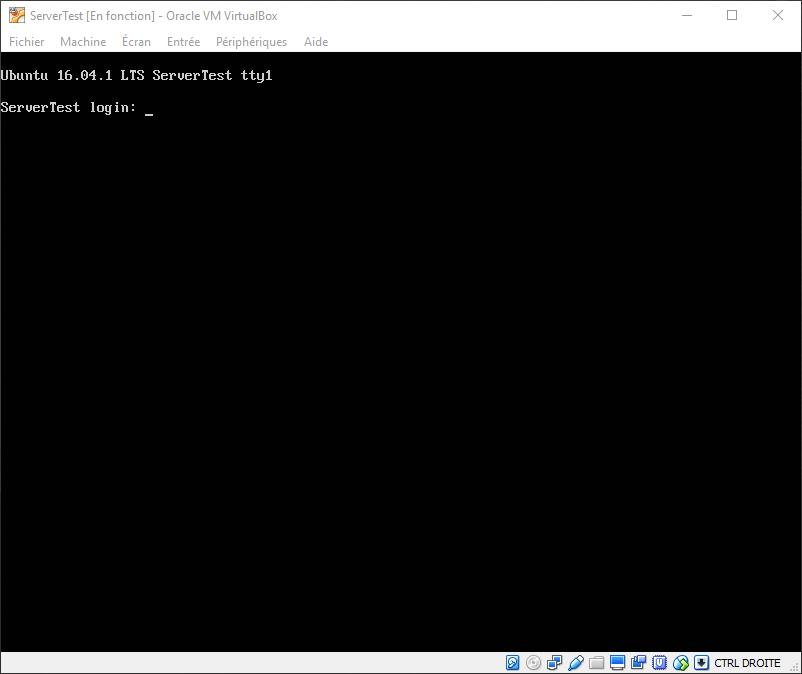 ServerTest [En fonction] - Oracle VM VirtualBox
Fichier Machine Écran Entrée Périphériques Aide
Ubuntu 16.04.1 LTS ServerTest tty1
ServerTest login: _
CTRL DROITE